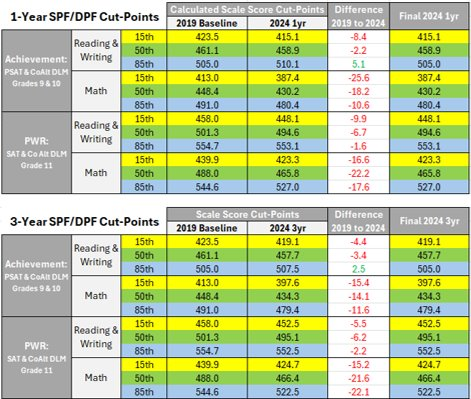 1-Year SPF/DPF Cut-Points Calculated Scale Score Cut-Points Difference 2019 to 2024 Final 2024 1yr
2019 Baseline 2024 1yr
Achievement: PSAT & CoAlt DLM Grades 9 & 10
Reading & Writing
15th 423.5 415.1 -8.4 415.1
50th 461.1 458.9 -2.2 458.9
85th 505.0 510.1 5.1 505.0
Math
15th 413.0 387.4 -25.6 387.4
50th 448.4 430.2 -18.2 430.2
85th 491.0 480.4 -10.6 480.4
PWR: SAT & CoAlt DLM Grade 11
Reading & Writing
15th 458.0 448.1 -9.9 448.1
50th 501.3 494.6 -6.7 494.6
85th 554.7 553.1 -1.6 553.1
Math
15th 439.9 423.3 -16.6 423.3
50th 488.0 465.8 -22.2 465.8
85th 544.6 527.0 -17.6 527.0
3-Year SPF/DPF Cut-Points Scale Score Cut-Points Difference 2019 to 2024 Final 2024 3yr
2019 Baseline 2024 3yr
Achievement: PSAT & CoAlt DLM Grades 9 & 10
Reading & Writing
15th 423.5 419.1 -4.4 419.1
50th 461.1 457.7 -3.4 457.7
85th 505.0 507.5 2.5 505.0
Math
15th 413.0 397.6 -15.4 397.6
50th 448.4 434.3 -14.1 434.3
85th 491.0 479.4 -11.6 479.4
PWR: SAT & CoAlt DLM Grade 11
Reading & Writing
15th 458.0 452.5 -5.5 452.5
50th 501.3 495.1 -6.2 495.1
85th 554.7 552.5 -2.2 552.5
Math
15th 439.9 424.7 -15.2 424.7
50th 488.0 466.4 -21.6 466.4
85th 544.6 522.5 -22.1 522.5